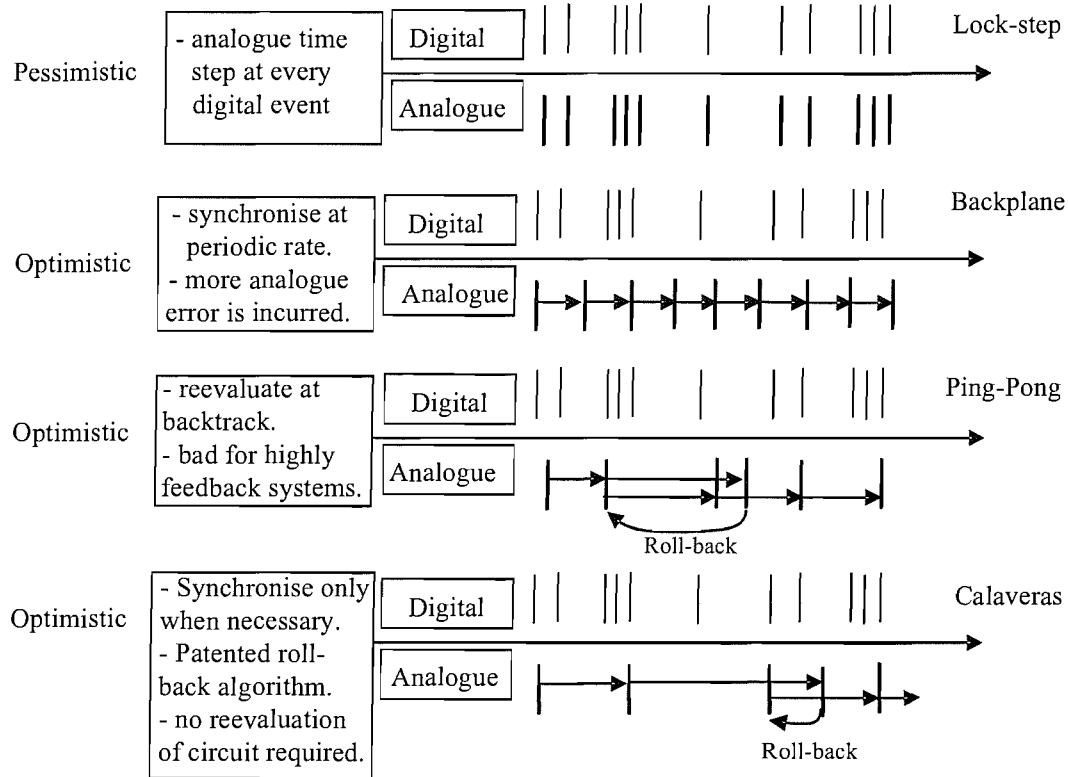 Pessimistic
- analogue time
step at every
digital event
Digital
Analogue
Lock-step
Optimistic
- synchronise at
periodic rate.
- more analogue
error is incurred.
Digital
Analogue
Backplane
Optimistic
- reevaluate at
backtrack.
- bad for highly
feedback systems.
Digital
Analogue
Ping-Pong
Roll-back
Optimistic
- Synchronise only
when necessary.
- Patented roll-
back algorithm.
- no reevaluation
of circuit required.
Digital
Analogue
Calaveras
Roll-back